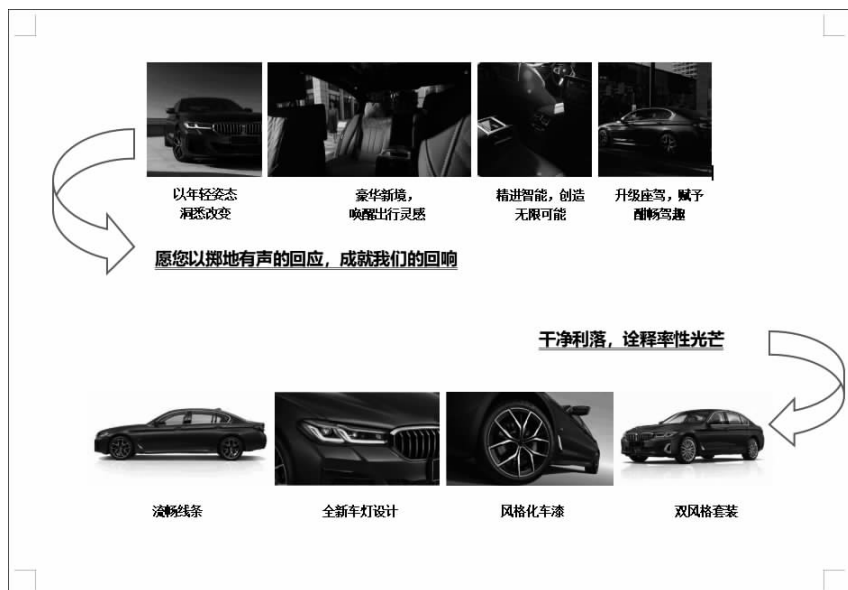 以年轻姿态
洞悉改变
豪华新境，
唤醒出行灵感
精进智能，创造
无限可能
升级座驾，赋予
酣畅驾趣
愿您以掷地有声的回应，成就我们的回响
干净利落，诠释率性光芒
流畅线条
全新车灯设计
风格化车漆
双风格套装